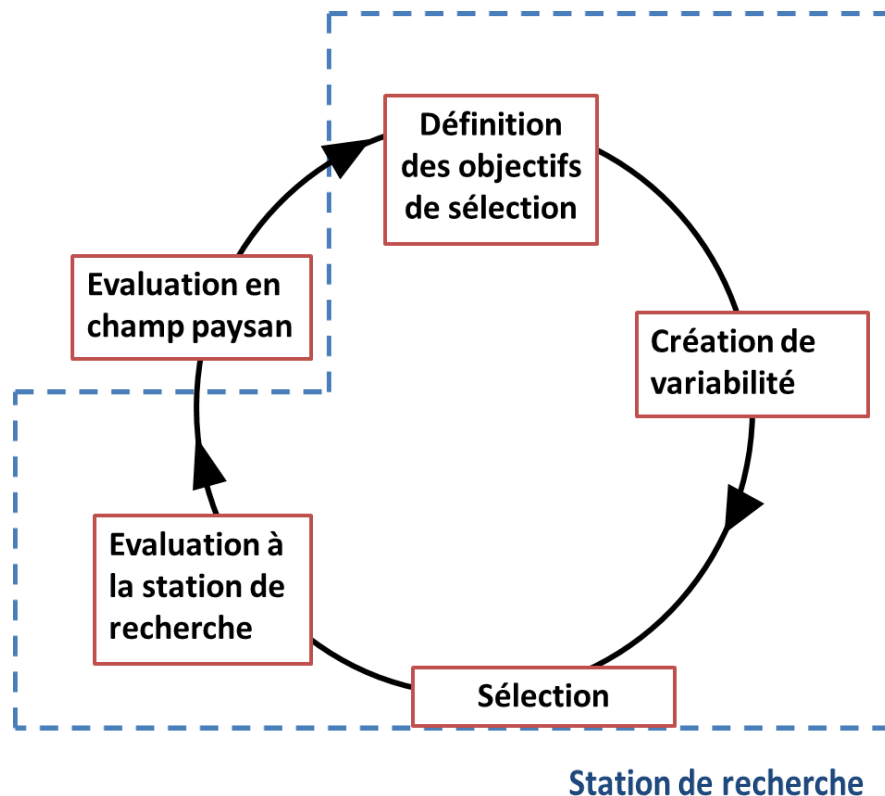 Définition
des objectifs
de sélection
Création de
variabilité
Sélection
Evaluation à
la station de
recherche
Evaluation en
champ paysan
Station de recherche